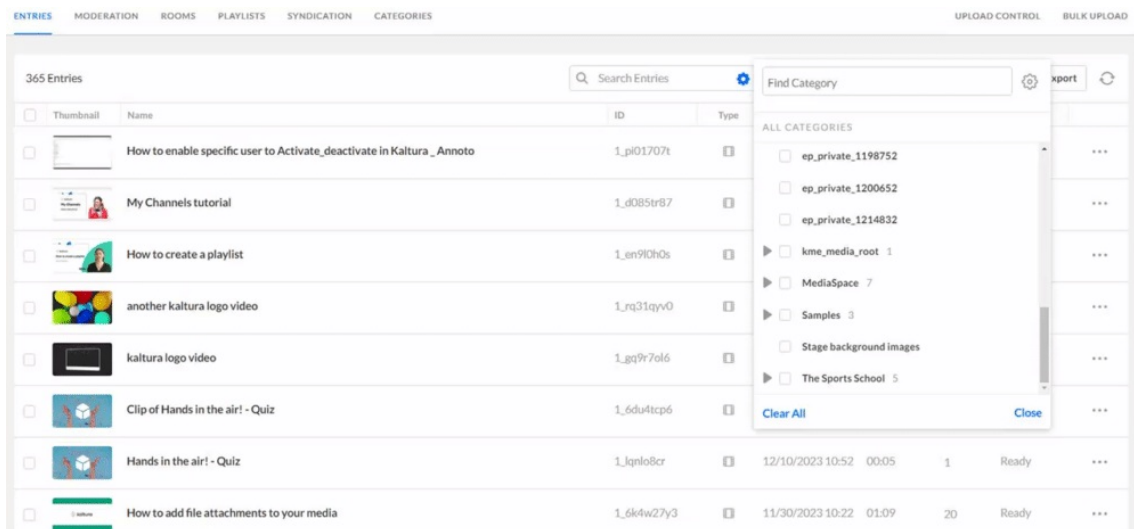 ENTRIES MODERATION ROOMS PLAYLISTS SYNDICATION CATEGORIES UPLOAD CONTROL BULK UPLOAD
365 Entries Search Entries Find Category xport
Thumbnail Name ID Type
ALL CATEGORIES
How to enable specific user to Activate_deactivate in Kaltura _ Annoto 1_pl01707t
ep_private_1198752
ep_private_1200652
My Channels tutorial 1_d085tr87
ep_private_1214832
How to create a playlist 1_en9l0h0s
kme_media_root 1
MediaSpace 7
another kaltura logo video 1_rq31qyv0
Samples 3
Stage background images
kaltura logo video 1_gq9r7ol6
The Sports School 5
Clip of Hands in the air! - Quiz 1_6du4tcp6
Clear All Close
Hands in the air! - Quiz 1_lqnlo8cr 12/10/2023 10:52 00:05 1 Ready
How to add file attachments to your media 1_6k4w27y3 11/30/2023 10:22 01:09 20 Ready